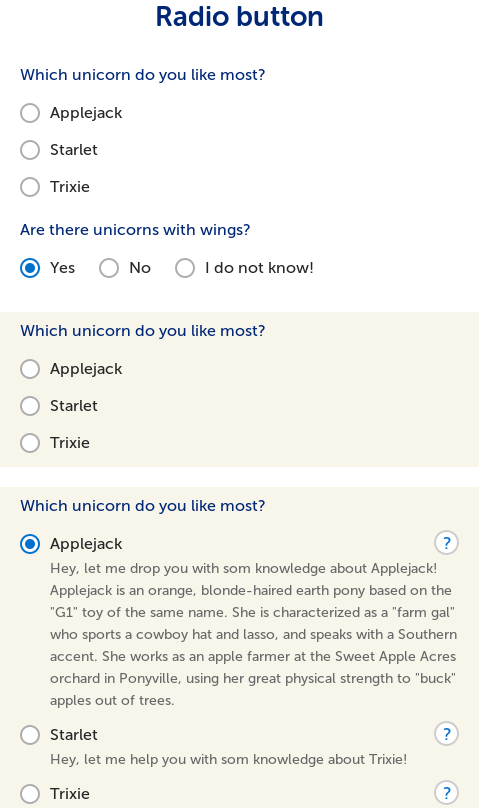 Radio button
Which unicorn do you like most?
Applejack
Starlet
Trixie
Are there unicorns with wings?
Yes No I do not know!
Which unicorn do you like most?
Applejack
Starlet
Trixie
Which unicorn do you like most?
Applejack ?
Hey, let me drop you with som knowledge about Applejack!
Applejack is an orange, blonde-haired earth pony based on the
"G1" toy of the same name. She is characterized as a "farm gal"
who sports a cowboy hat and lasso, and speaks with a Southern
accent. She works as an apple farmer at the Sweet Apple Acres
orchard in Ponyville, using her great physical strength to "buck"
apples out of trees.
Starlet ?
Hey, let me help you with som knowledge about Trixie!
Trixie ?